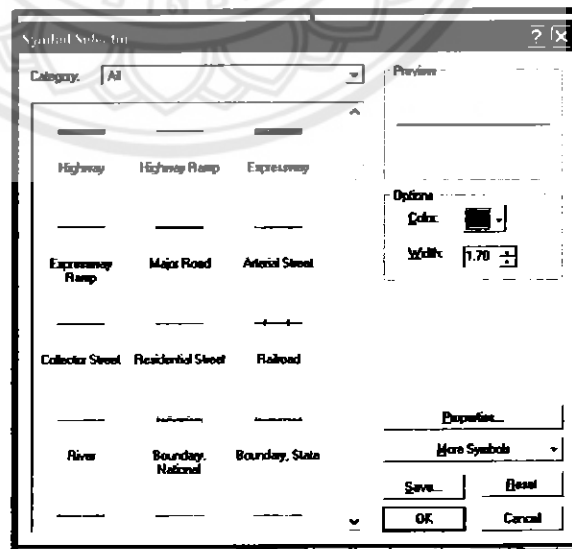 Symbol Selector
? X
Category: All
Preview
Highway Highway Ramp Expressway
Options
Color:
Width: 1.70
Expressway Ramp Major Road Arterial Street
Collector Street Residential Street Railroad
River Boundary, National Boundary, State
Properties...
More Symbols
Save... Reset
OK Cancel